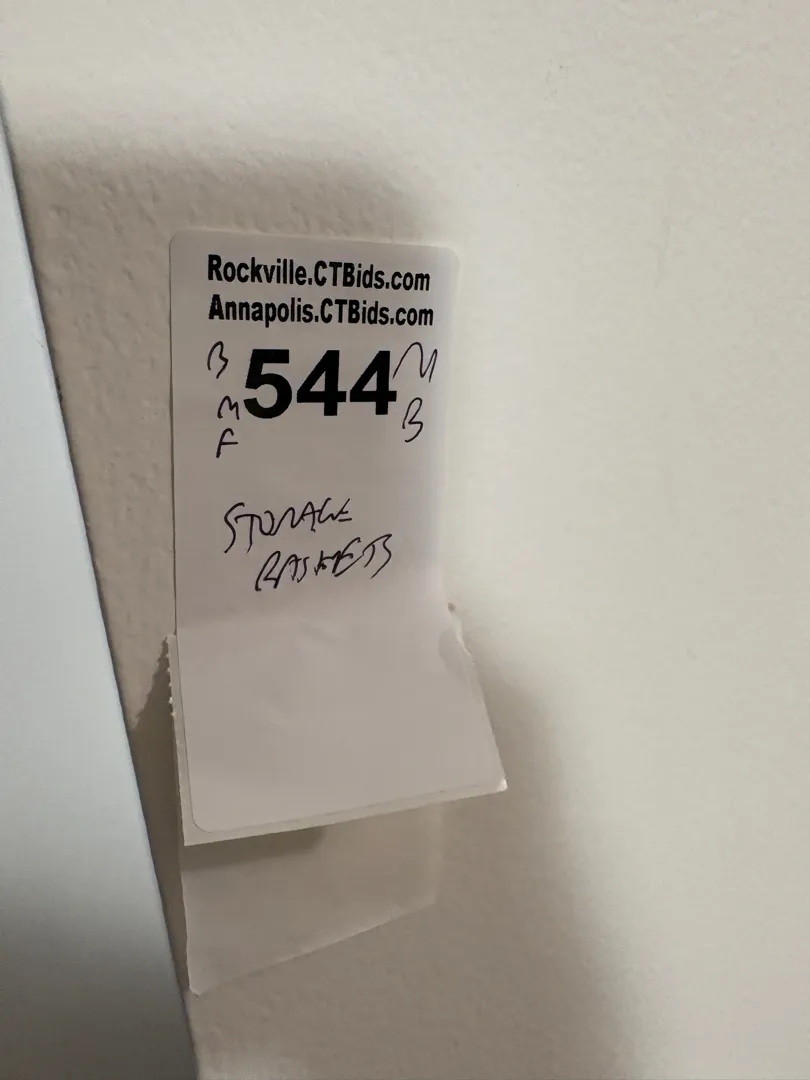 Rockville.CTBids.com
Annapolis.CTBids.com
B 544 M
M B
F
STORAGE
BASKETS